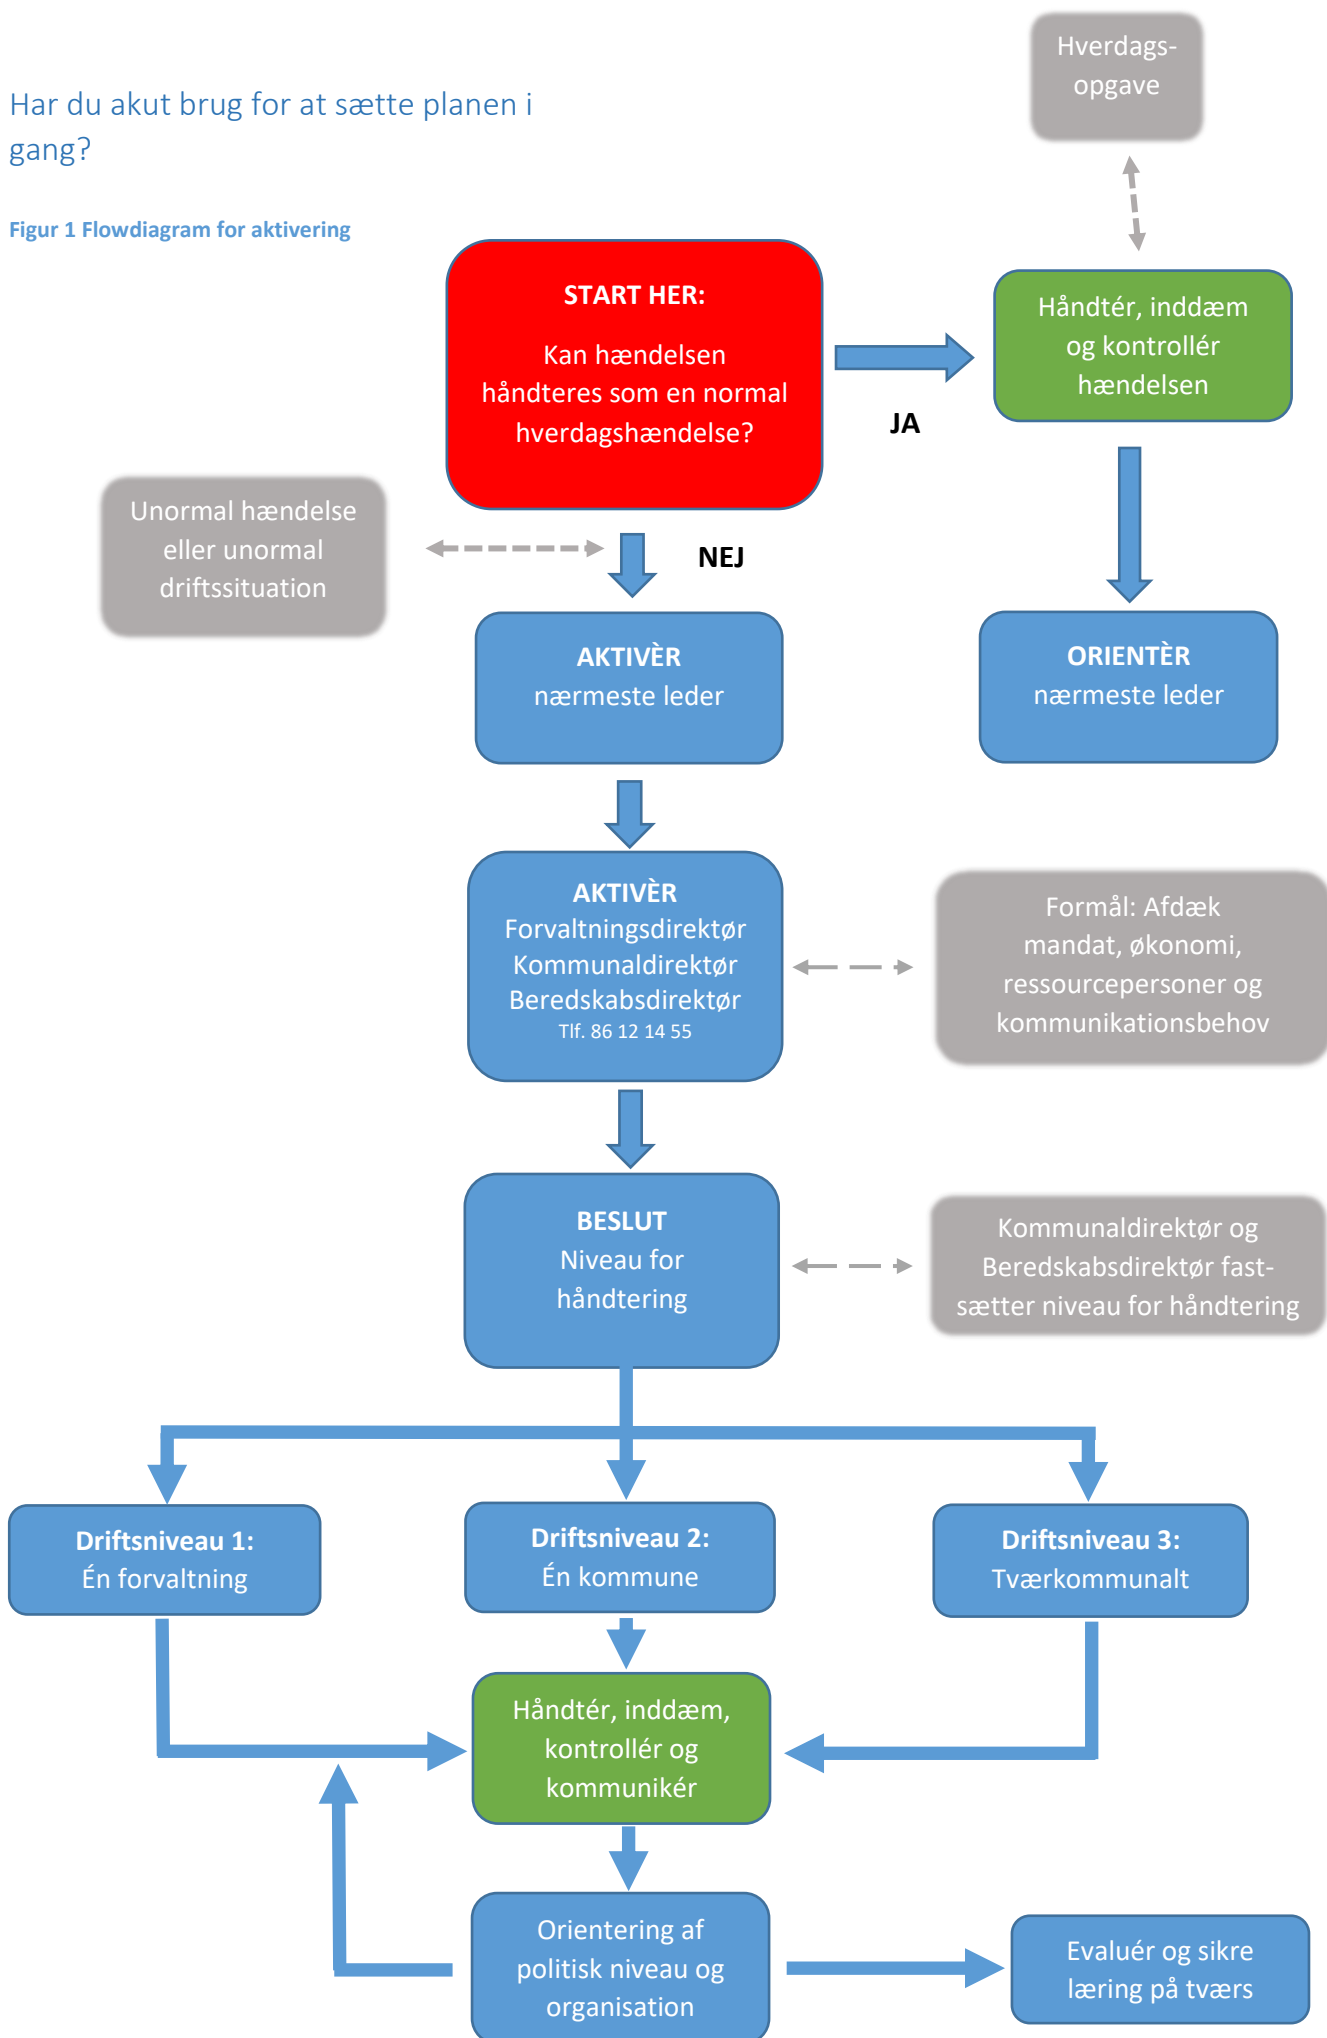 Har du akut brug for at sætte planen i
gang?
Figur 1 Flowdiagram for aktivering
Hverdags-
opgave
START HER:
Kan hændelsen
håndteres som en normal
hverdagshændelse?
JA
Håndtér, inddæm
og kontrollér
hændelsen
Unormal hændelse
eller unormal
driftssituation
NEJ
AKTIVÈR
nærmeste leder
ORIENTÈR
nærmeste leder
AKTIVÈR
Forvaltningsdirektør
Kommunaldirektør
Beredskabsdirektør
Tlf. 86 12 14 55
Formål: Afdæk
mandat, økonomi,
ressourcepersoner og
kommunikationsbehov
BESLUT
Niveau for
håndtering
Kommunaldirektør og
Beredskabsdirektør fast-
sætter niveau for håndtering
Driftsniveau 1:
Én forvaltning
Driftsniveau 2:
Én kommune
Driftsniveau 3:
Tværkommunalt
Håndtér, inddæm,
kontrollér og
kommunikér
Orientering af
politisk niveau og
organisation
Evaluér og sikre
læring på tværs